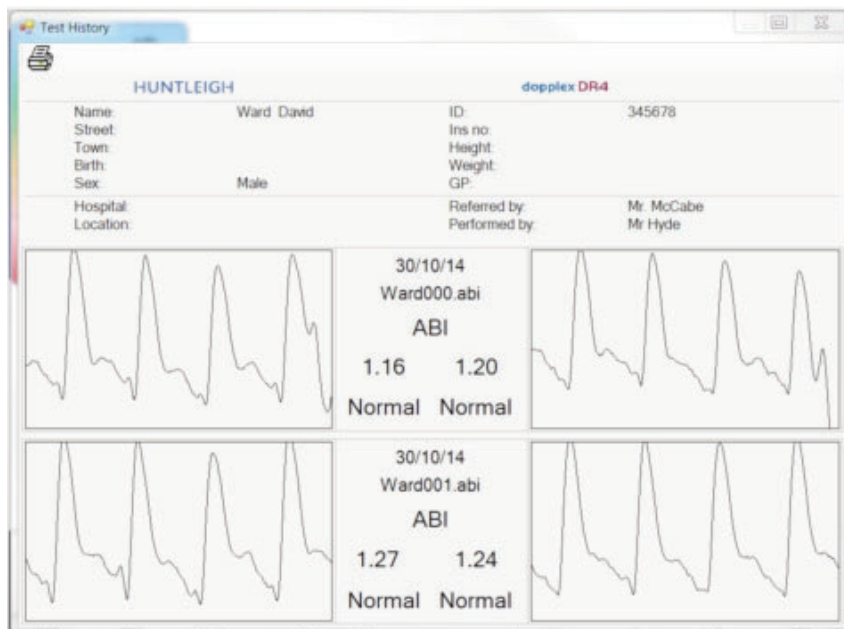 Test History
HUNTLEIGH dopplex DR4
Name: Ward David ID: 345678
Street: Ins no:
Town: Height:
Birth: Weight:
Sex: Male GP:
Hospital: Referred by: Mr. McCabe
Location: Performed by: Mr Hyde
30/10/14
Ward000.abi
ABI
1.16 1.20
Normal Normal
30/10/14
Ward001.abi
ABI
1.27 1.24
Normal Normal